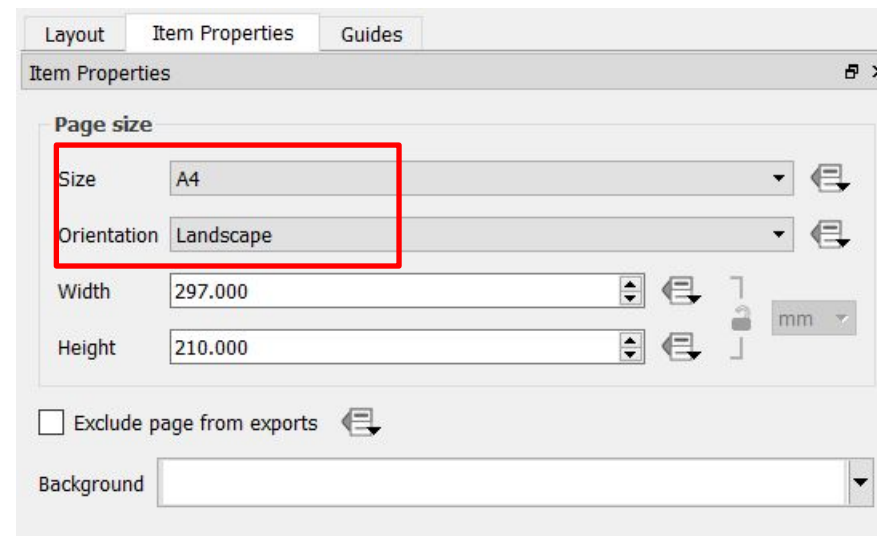 Layout Item Properties Guides
Item Properties
Page size
Size A4
Orientation Landscape
Width 297.000
mm
Height 210.000
Exclude page from exports
Background